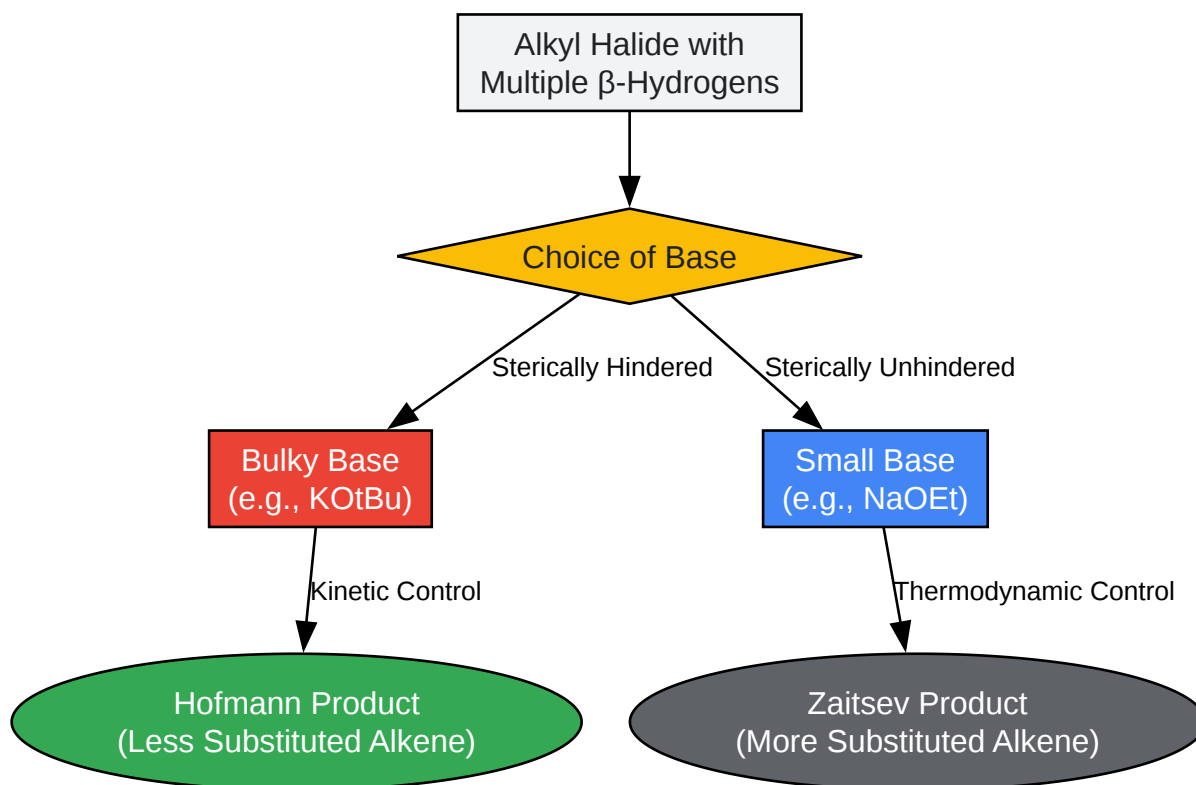 Alkyl Halide with
Multiple β-Hydrogens
Choice of Base
Sterically Hindered
Sterically Unhindered
Bulky Base
(e.g., KOtBu)
Small Base
(e.g., NaOEt)
Kinetic Control
Thermodynamic Control
Hofmann Product
(Less Substituted Alkene)
Zaitsev Product
(More Substituted Alkene)